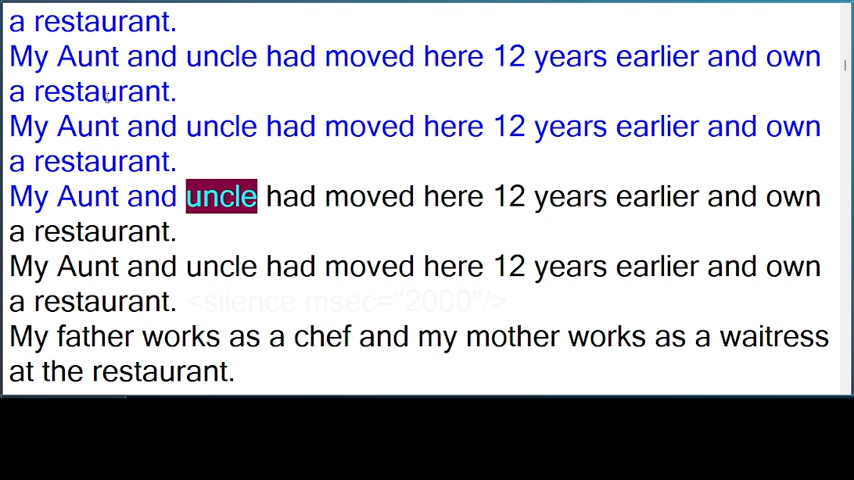 a restaurant.
My Aunt and uncle had moved here 12 years earlier and own
a restaurant.
My Aunt and uncle had moved here 12 years earlier and own
a restaurant.
My Aunt and uncle had moved here 12 years earlier and own
a restaurant.
My Aunt and uncle had moved here 12 years earlier and own
a restaurant. <silence msec="2000"/>
My father works as a chef and my mother works as a waitress
at the restaurant.